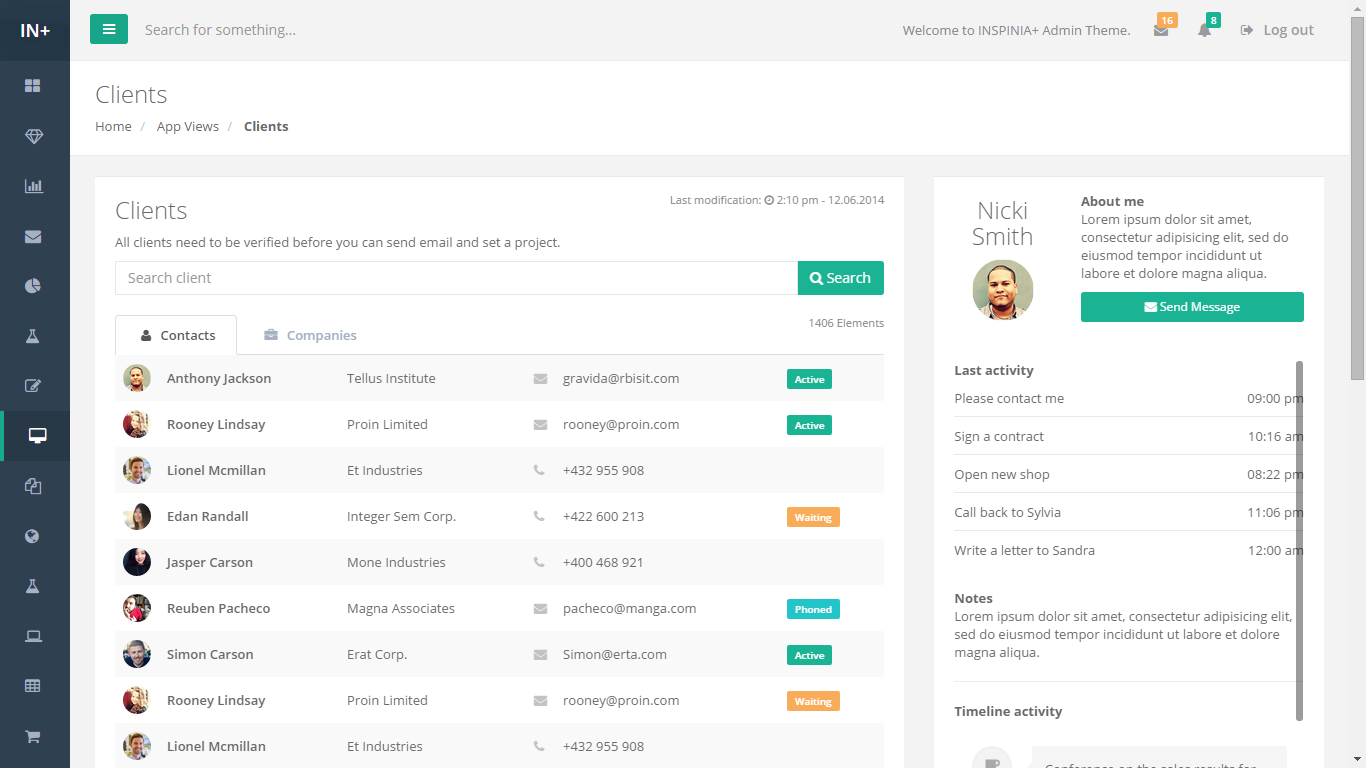 IN+
Search for something...
Welcome to INSPINIA+ Admin Theme.
16
8
Log out
Clients
Home / App Views / Clients
Clients
Last modification: 2:10 pm - 12.06.2014
All clients need to be verified before you can send email and set a project.
Search client
Search
Contacts
Companies
1406 Elements
Anthony Jackson Tellus Institute gravida@rbisit.com Active
Rooney Lindsay Proin Limited rooney@proin.com Active
Lionel Mcmillan Et Industries +432 955 908
Edan Randall Integer Sem Corp. +422 600 213 Waiting
Jasper Carson Mone Industries +400 468 921
Reuben Pacheco Magna Associates pacheco@manga.com Phoned
Simon Carson Erat Corp. Simon@erta.com Active
Rooney Lindsay Proin Limited rooney@proin.com Waiting
Lionel Mcmillan Et Industries +432 955 908
Nicki
Smith
About me
Lorem ipsum dolor sit amet,
consectetur adipisicing elit, sed do
eiusmod tempor incididunt ut
labore et dolore magna aliqua.
Send Message
Last activity
Please contact me 09:00 pm
Sign a contract 10:16 am
Open new shop 08:22 pm
Call back to Sylvia 11:06 pm
Write a letter to Sandra 12:00 am
Notes
Lorem ipsum dolor sit amet, consectetur adipisicing elit,
sed do eiusmod tempor incididunt ut labore et dolore
magna aliqua.
Timeline activity
Conference on the sales results for